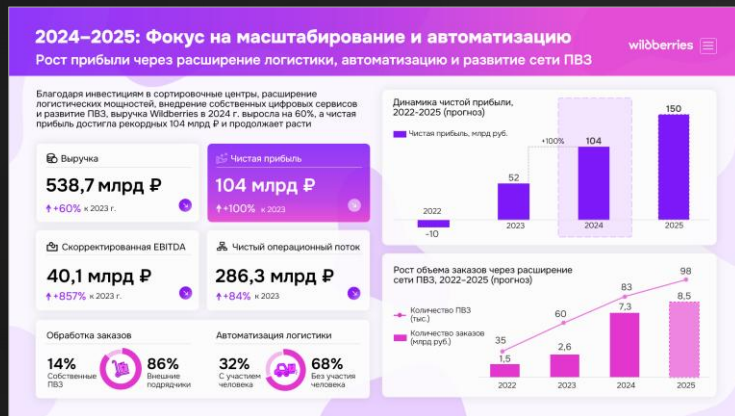 2024–2025: Фокус на масштабирование и автоматизацию
Рост прибыли через расширение логистики, автоматизацию и развитие сети ПВЗ
wildberries
Благодаря инвестициям в сортировочные центры, расширение
логистических мощностей, внедрение собственных цифровых сервисов
и развитие ПВЗ, выручка Wildberries в 2024 г. выросла на 60%, а чистая
прибыль достигла рекордных 104 млрд ₽ и продолжает расти
Выручка
538,7 млрд ₽
+60% к 2023 г.
Чистая прибыль
104 млрд ₽
+100% к 2023
Скорректированная EBITDA
40,1 млрд ₽
+857% к 2023 г.
Чистый операционный поток
286,3 млрд ₽
+84% к 2023
Обработка заказов
14%
Собственные
ПВЗ
86%
Внешние
подрядчики
Автоматизация логистики
32%
С участием
человека
68%
Без участия
человека
Динамика чистой прибыли,
2022-2025 (прогноз)
Чистая прибыль, млрд руб.
2022
-10
52
2023
+100%
104
2024
150
2025
Рост объема заказов через расширение
сети ПВЗ, 2022–2025 (прогноз)
Количество ПВЗ
(тыс.)
Количество заказов
(млрд руб.)
35
60
83
98
1,5
2,6
7,3
8,5
2022
2023
2024
2025